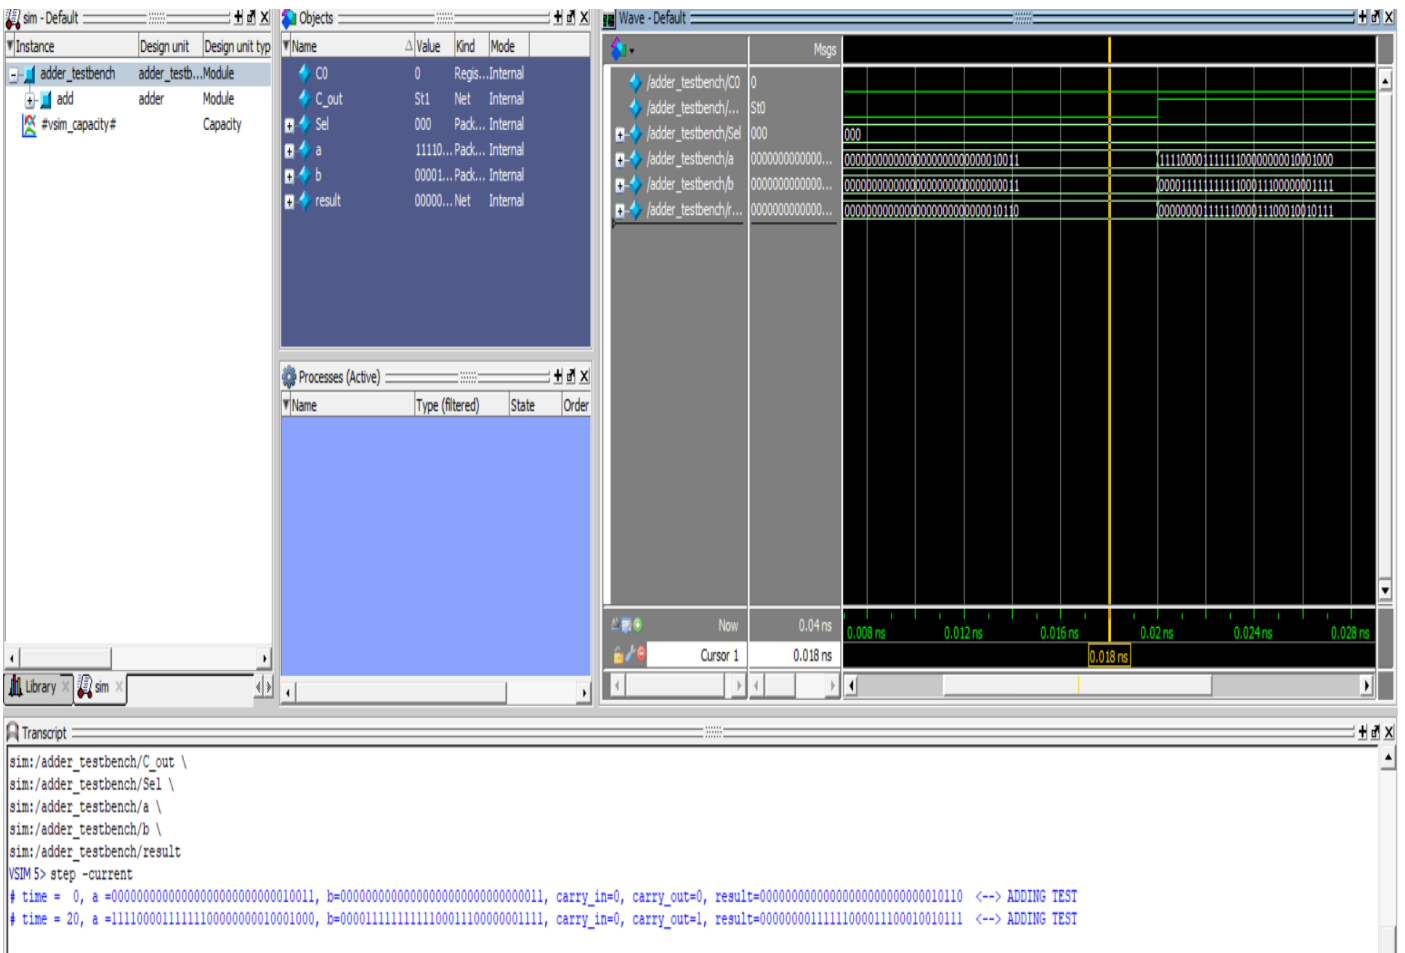 sim - Default
Instance Design unit Design unit typ
adder_testbench adder_testb... Module
add adder Module
#vsim_capacity# Capacity
Library sim
Objects
Name Value Kind Mode
C0 0 Regis... Internal
C_out St1 Net Internal
Sel 000 Pack... Internal
a 11110... Pack... Internal
b 00001... Pack... Internal
result 00000... Net Internal
Processes (Active)
Name Type (filtered) State Order
Wave - Default
Msgs
/adder_testbench/C0 0
/adder_testbench/... St0
/adder_testbench/Sel 000 000
/adder_testbench/a 0000000000000... 00000000000000000000000000010011 11110000111111100000000010001000
/adder_testbench/b 0000000000000... 00000000000000000000000000000011 00001111111111100011100000001111
/adder_testbench/r... 0000000000000... 00000000000000000000000000010110 00000000111111000011100010010111
Now 0.04 ns 0.008 ns 0.012 ns 0.016 ns 0.02 ns 0.024 ns 0.028 ns
Cursor 1 0.018 ns 0.018 ns
Transcript
sim:/adder_testbench/C_out \
sim:/adder_testbench/Sel \
sim:/adder_testbench/a \
sim:/adder_testbench/b \
sim:/adder_testbench/result
VSIM 5> step -current
# time =  0, a =00000000000000000000000000010011, b=00000000000000000000000000000011, carry_in=0, carry_out=0, result=00000000000000000000000000010110  <--> ADDING TEST
# time = 20, a =11110000111111100000000010001000, b=00001111111111100011100000001111, carry_in=0, carry_out=1, result=00000000111111000011100010010111  <--> ADDING TEST